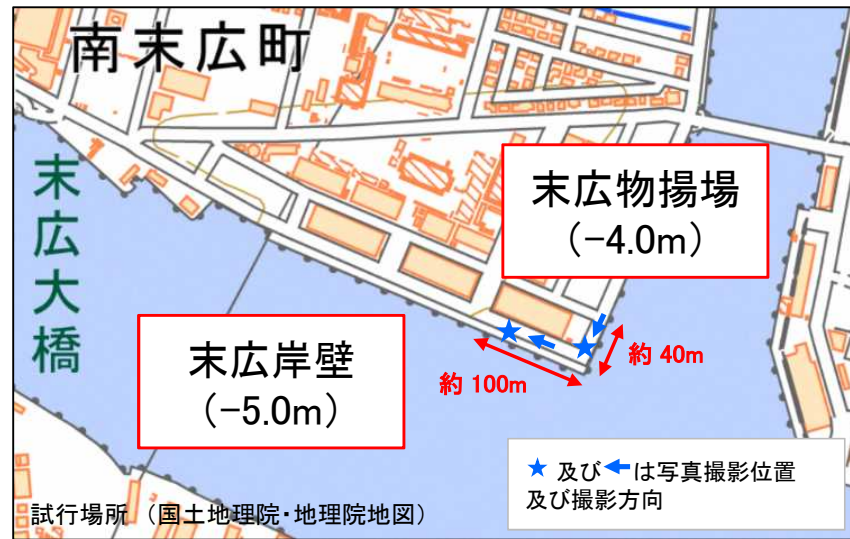 南末広町
末広大橋
末広物揚場
(-4.0m)
末広岸壁
(-5.0m)
約 40m
約 100m
★ 及び←は写真撮影位置
及び撮影方向
試行場所 (国土地理院・地理院地図)